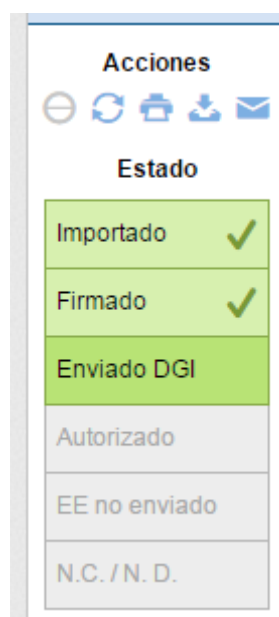 Acciones
Estado
Importado
Firmado
Enviado DGI
Autorizado
EE no enviado
N.C. / N. D.